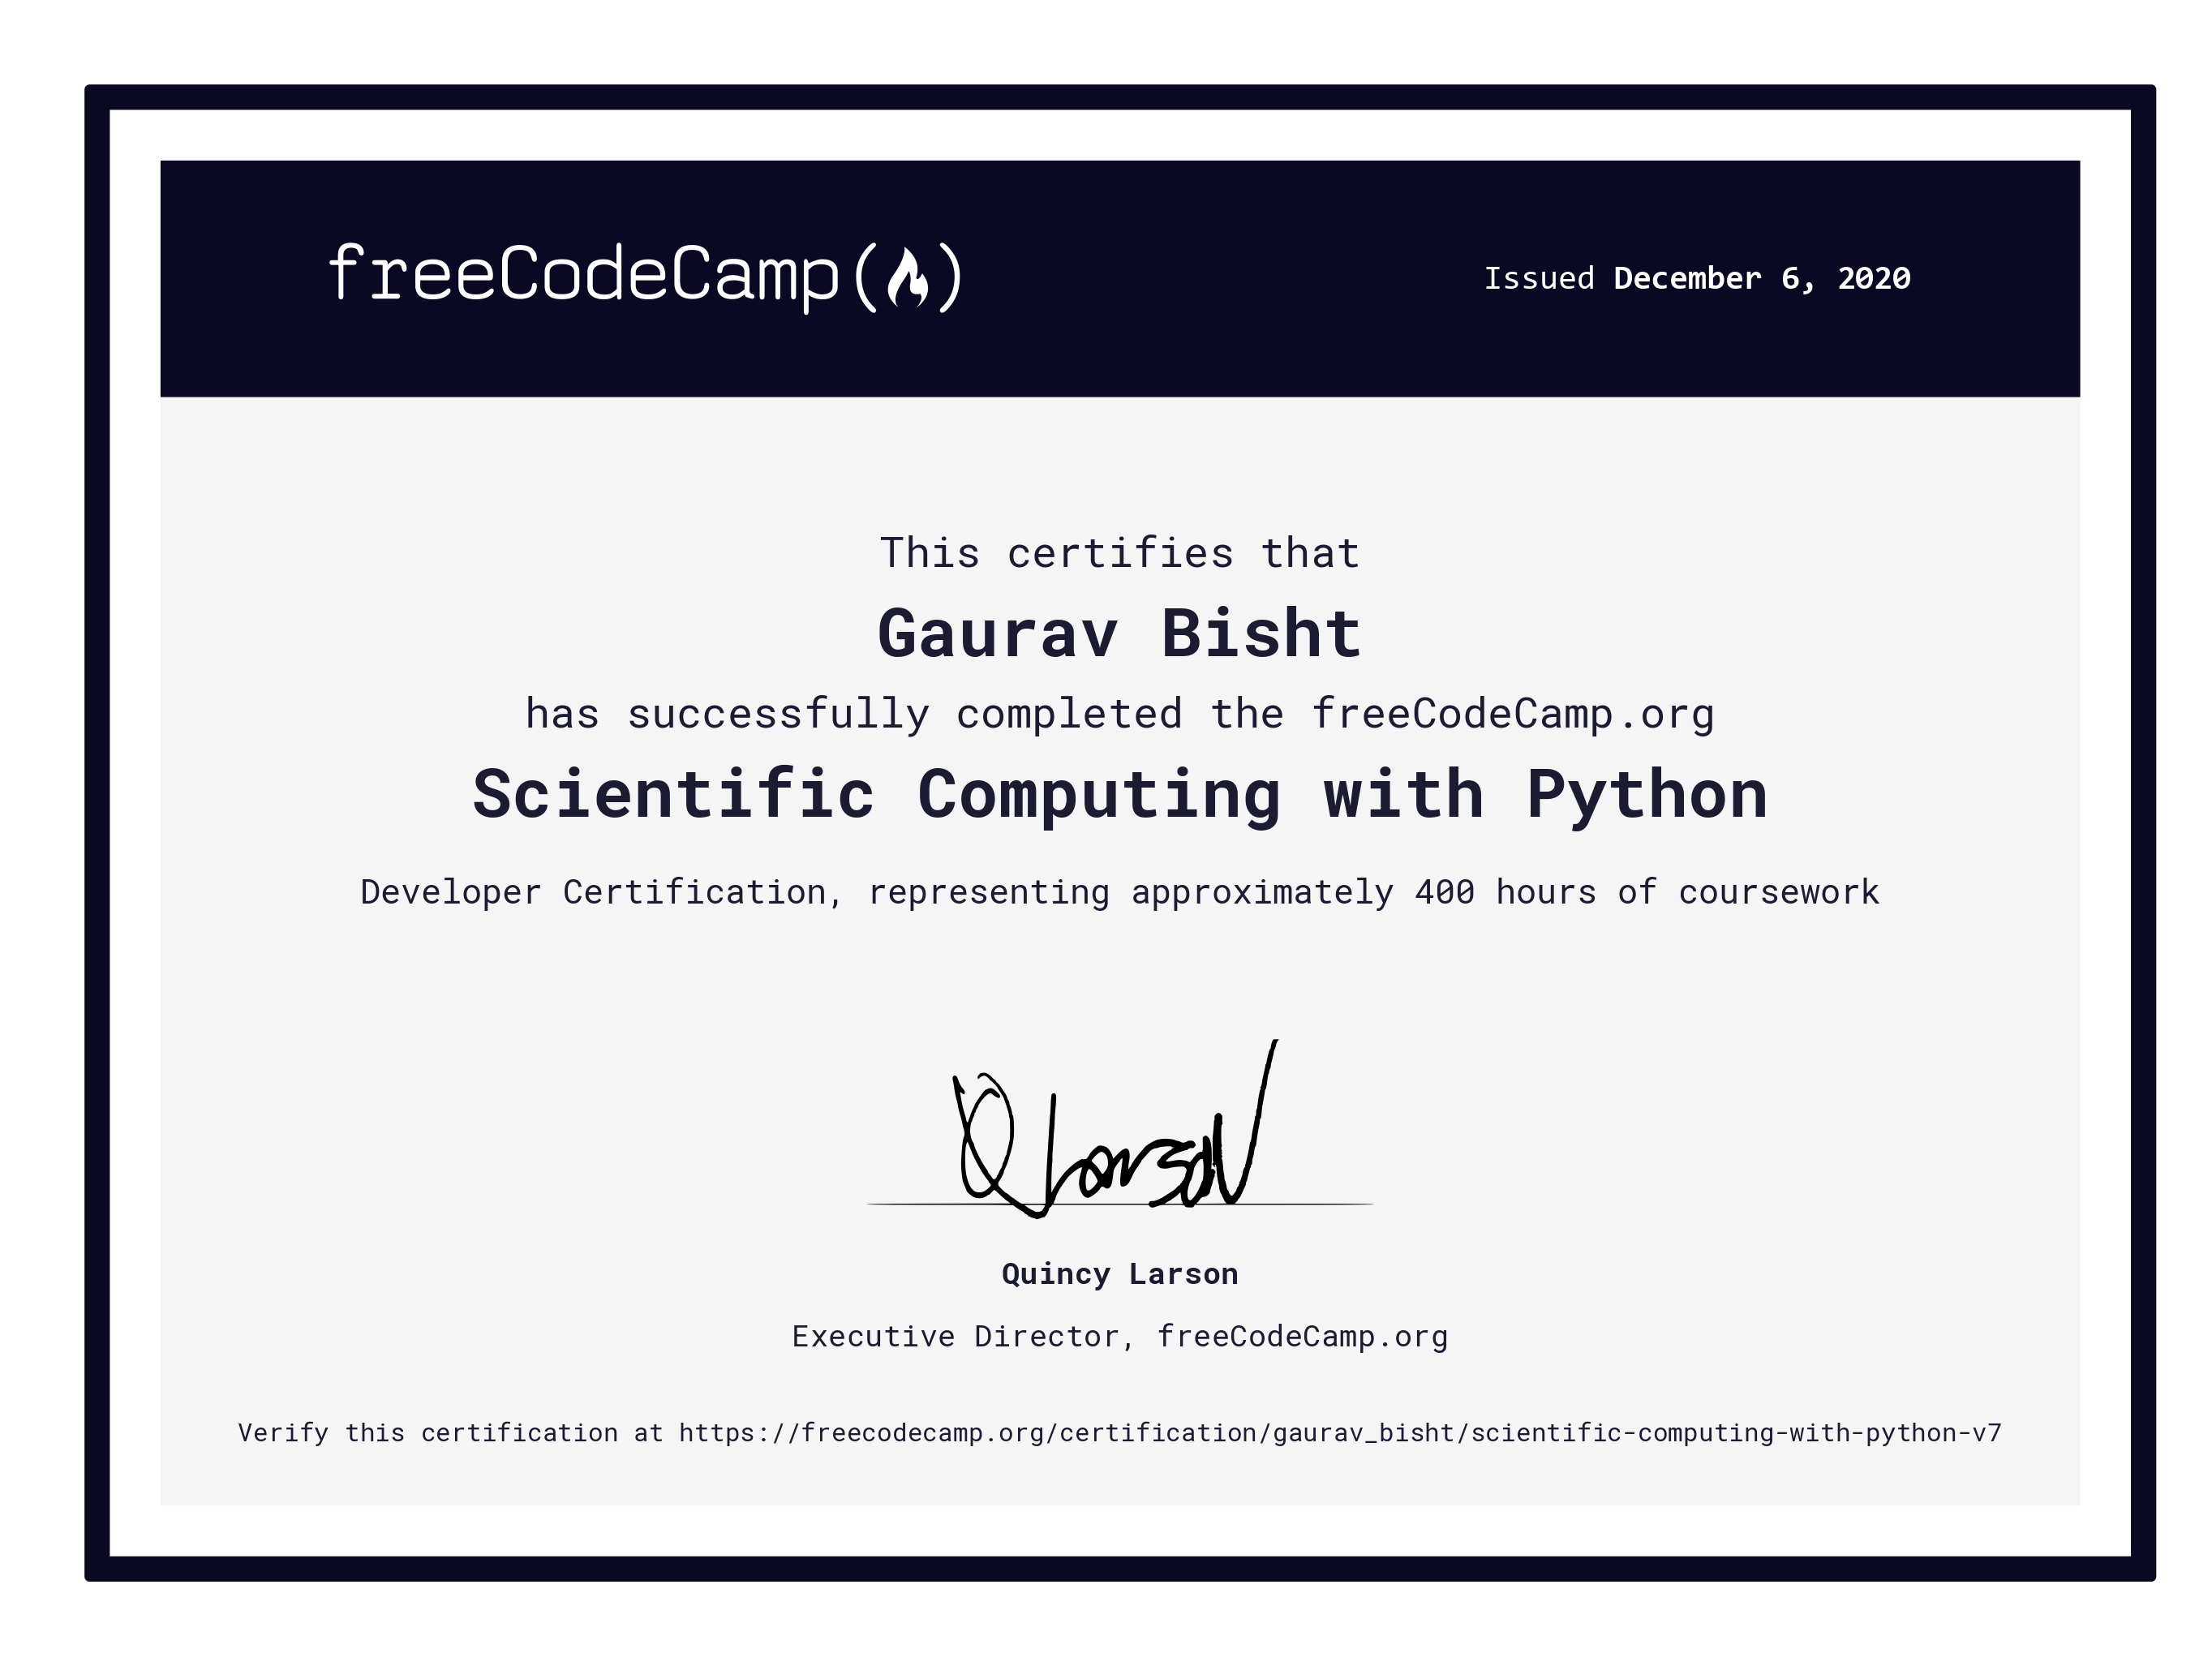 freeCodeCamp(🔥)
Issued December 6, 2020
This certifies that
Gaurav Bisht
has successfully completed the freeCodeCamp.org
Scientific Computing with Python
Developer Certification, representing approximately 400 hours of coursework
QLarson
Quincy Larson
Executive Director, freeCodeCamp.org
Verify this certification at https://freecodecamp.org/certification/gaurav_bisht/scientific-computing-with-python-v7